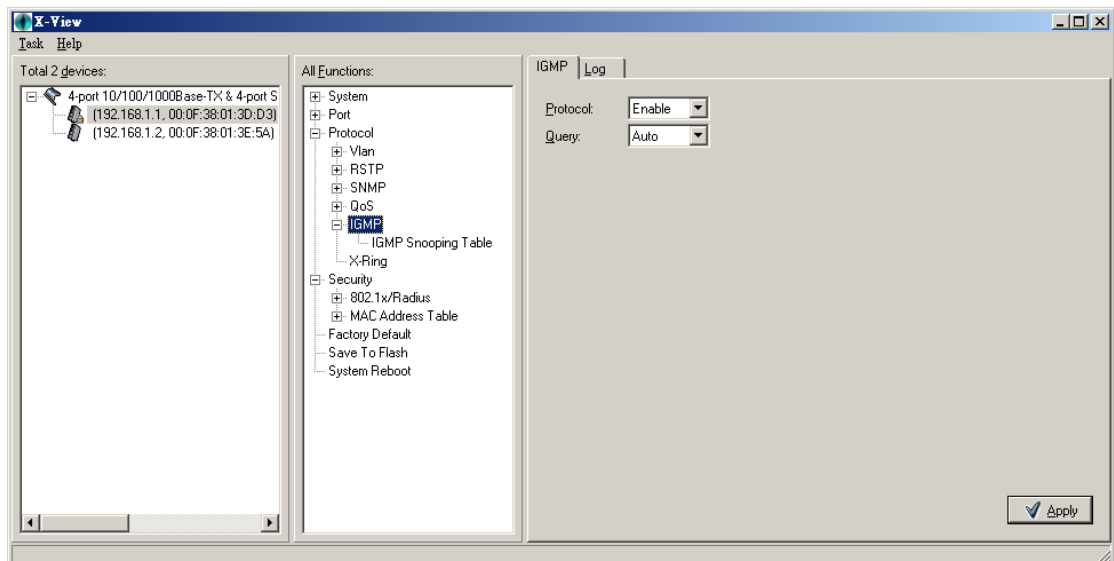 X-View
Task Help
Total 2 devices:
4-port 10/100/1000Base-TX & 4-port S
(192.168.1.1, 00:0F:38:01:3D:D3)
(192.168.1.2, 00:0F:38:01:3E:5A)
All Functions:
System
Port
Protocol
Vlan
RSTP
SNMP
QoS
IGMP
IGMP Snooping Table
X-Ring
Security
802.1x/Radius
MAC Address Table
Factory Default
Save To Flash
System Reboot
IGMP Log
Protocol: Enable
Query: Auto
Apply